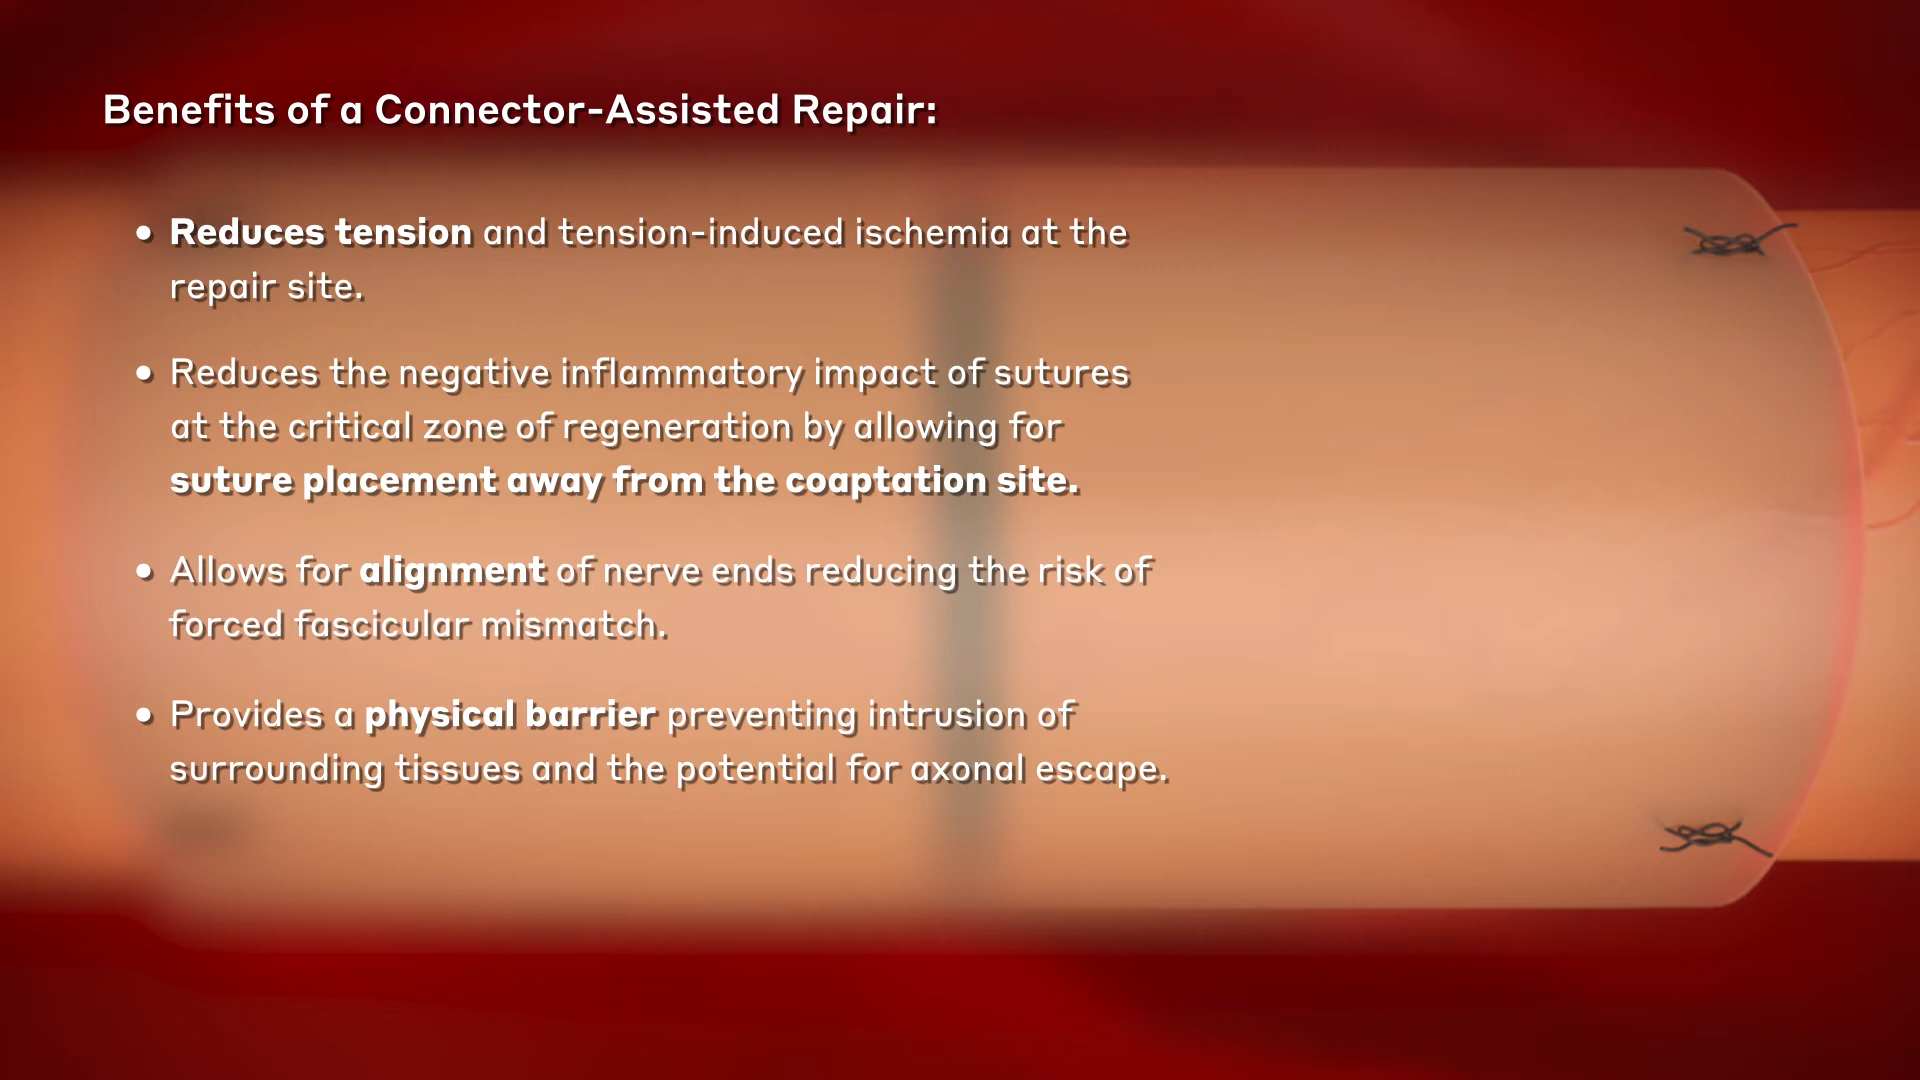 Benefits of a Connector-Assisted Repair:
• Reduces tension and tension-induced ischemia at the
repair site.
• Reduces the negative inflammatory impact of sutures
at the critical zone of regeneration by allowing for
suture placement away from the coaptation site.
• Allows for alignment of nerve ends reducing the risk of
forced fascicular mismatch.
• Provides a physical barrier preventing intrusion of
surrounding tissues and the potential for axonal escape.